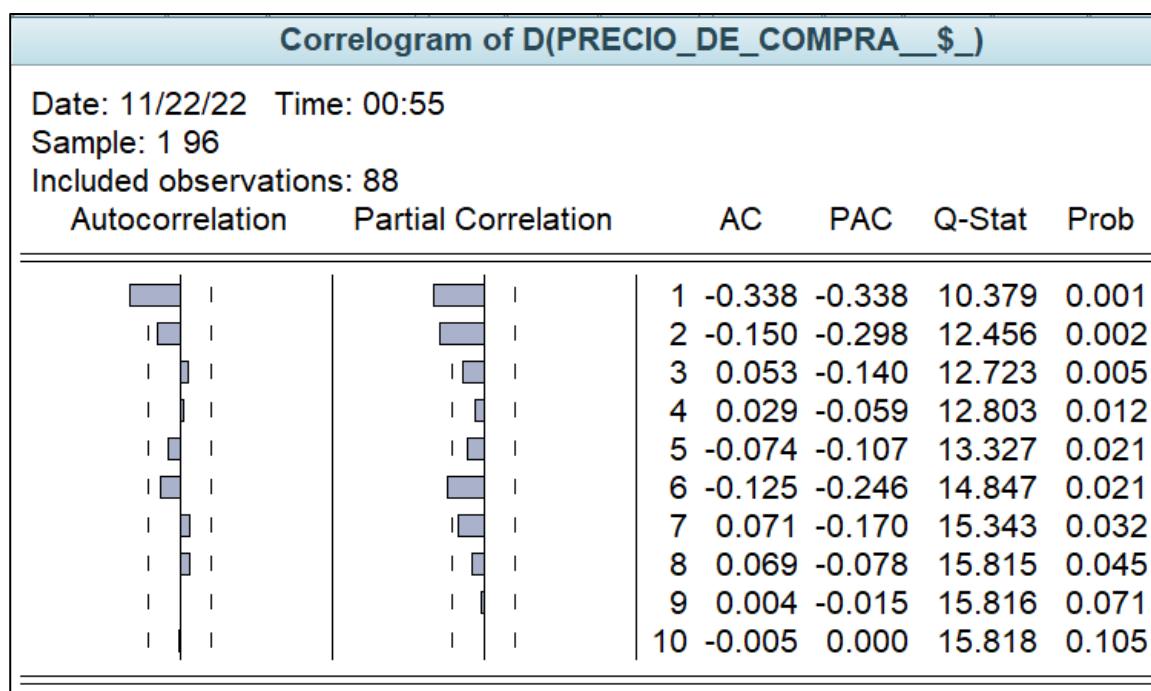 Correlogram of D(PRECIO_DE_COMPRA__$_)
Date: 11/22/22 Time: 00:55
Sample: 1 96
Included observations: 88
Autocorrelation Partial Correlation AC PAC Q-Stat Prob
1 -0.338 -0.338 10.379 0.001
2 -0.150 -0.298 12.456 0.002
3 0.053 -0.140 12.723 0.005
4 0.029 -0.059 12.803 0.012
5 -0.074 -0.107 13.327 0.021
6 -0.125 -0.246 14.847 0.021
7 0.071 -0.170 15.343 0.032
8 0.069 -0.078 15.815 0.045
9 0.004 -0.015 15.816 0.071
10 -0.005 0.000 15.818 0.105